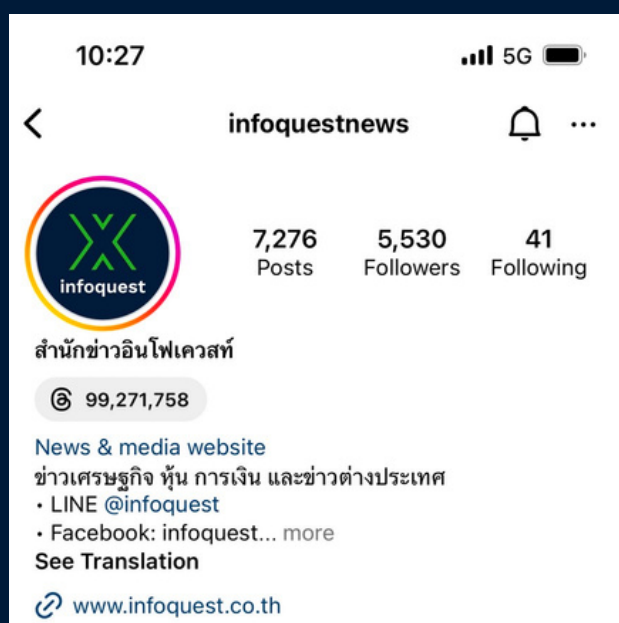 10:27 5G
infoquestnews ...
infoquest
7,276 5,530 41
Posts Followers Following
สำนักข่าวอินโฟเควสท์
99,271,758
News & media website
ข่าวเศรษฐกิจ หุ้น การเงิน และข่าวต่างประเทศ
• LINE @infoquest
• Facebook: infoquest... more
See Translation
www.infoquest.co.th